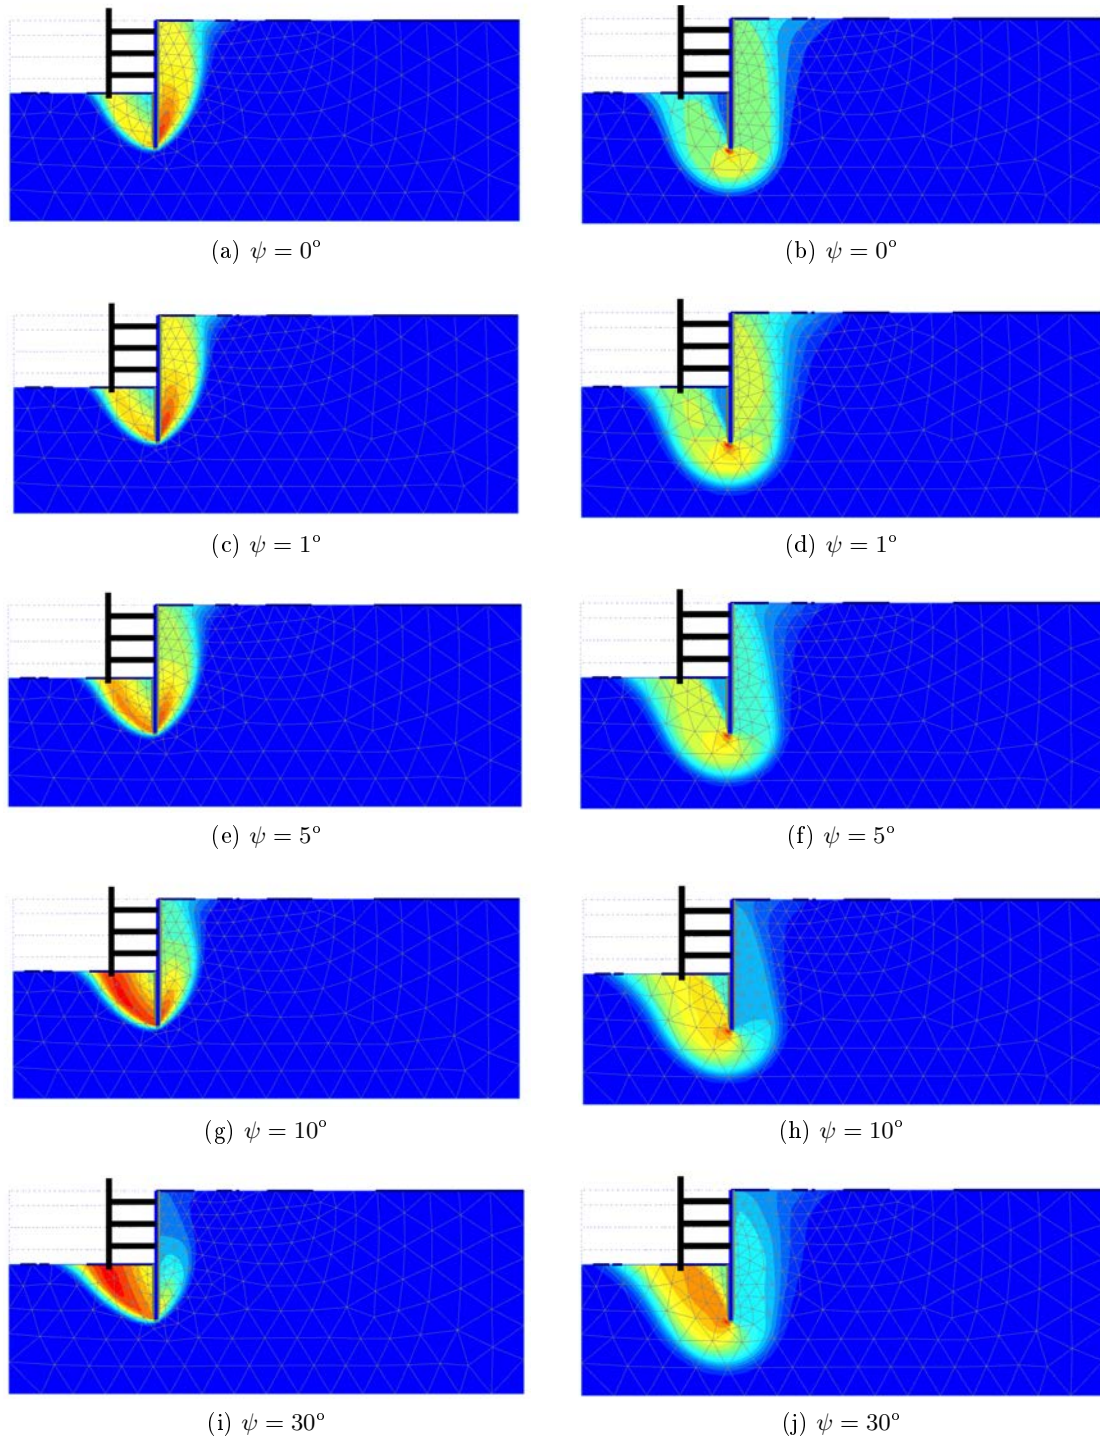 (a) ψ = 0°
(b) ψ = 0°
(c) ψ = 1°
(d) ψ = 1°
(e) ψ = 5°
(f) ψ = 5°
(g) ψ = 10°
(h) ψ = 10°
(i) ψ = 30°
(j) ψ = 30°